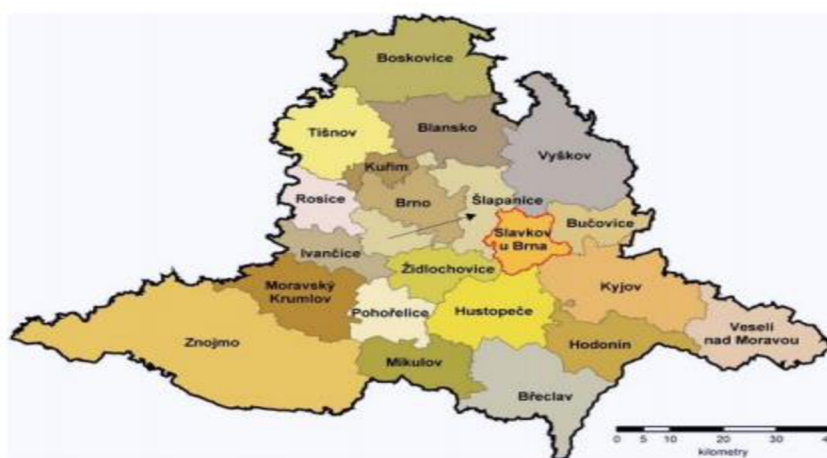 Boskovice
Tišnov
Blansko
Vyškov
Kuřim
Rosice
Brno
Šlapanice
Slavkov
u Brna
Bučovice
Ivančice
Židlochovice
Moravský
Krumlov
Kyjov
Pohořelice
Hustopeče
Znojmo
Veselí
nad Moravou
Hodonín
Mikulov
Břeclav
0 5 10 20 30
kilometry